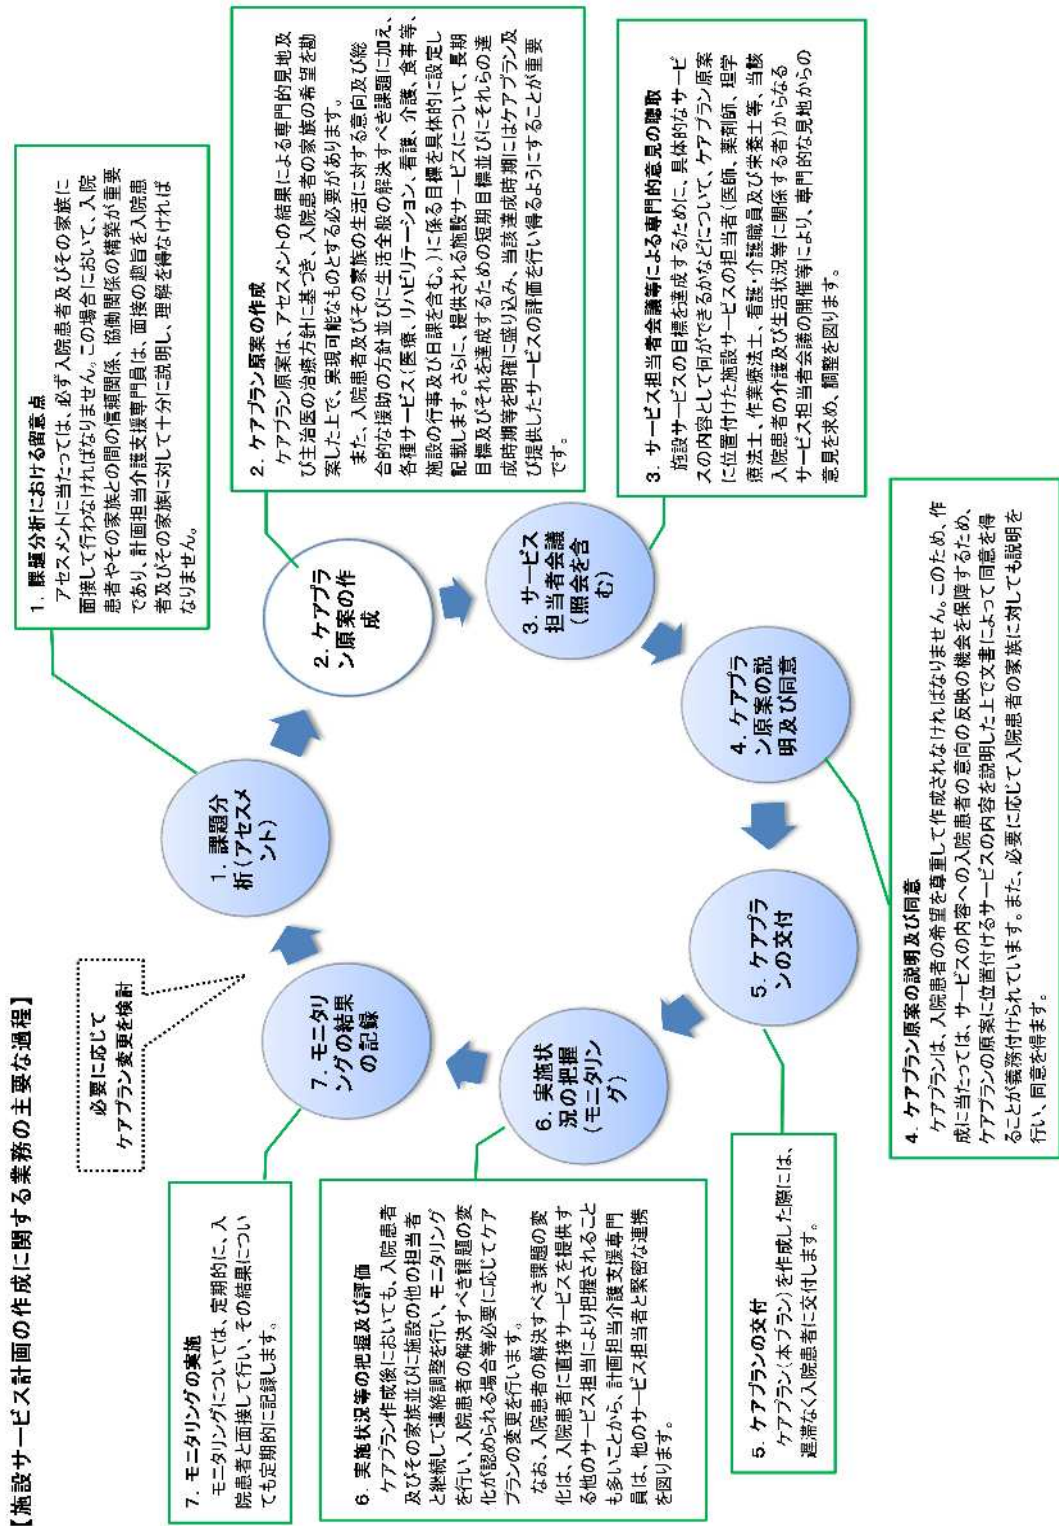 【施設サービス計画の作成に関する業務の主要な過程】
必要に応じて
ケアプラン変更を検討
1. 課題分
析(アセスメ
ント)
2. ケアプラ
ン原案の作
成
3. サービス
担当者会議
(照会を含
む)
4. ケアプラ
ン原案の説
明及び同意
5. ケアプラ
ンの交付
6. 実施状
況の把握
(モニタリン
グ)
7. モニタリ
ングの結果
の記録
1. 課題分析における留意点
アセスメントに当たっては、必ず入院患者及びその家族に
面接して行わなければなりません。この場合において、入院
患者やその家族との間の信頼関係、協働関係の構築が重要
であり、計画担当介護支援専門員は、面接の趣旨を入院患
者及びその家族に対して十分に説明し、理解を得なければ
なりません。
2. ケアプラン原案の作成
ケアプラン原案は、アセスメントの結果による専門的見地及
び主治医の治療方針に基づき、入院患者の家族の希望を勘
案した上で、実現可能なものとする必要があります。
また、入院患者及びその家族の生活に対する意向及び総
合的な援助の方針並びに生活全般の解決すべき課題に加え、
各種サービス(医療、リハビリテーション、看護、介護、食事等、
施設の行事及び日課を含む。)に係る目標を具体的に設定し
記載します。さらに、提供される施設サービスについて、長期
目標及びそれを達成するための短期目標並びにそれらの達
成時期等を明確に盛り込み、当該達成時期にはケアプラン及
び提供したサービスの評価を行い得るようにすることが重要
です。
3. サービス担当者会議等による専門的意見の聴取
施設サービスの目標を達成するために、具体的なサービ
スの内容として何ができるかなどについて、ケアプラン原案
に位置付けた施設サービスの担当者(医師、薬剤師、理学
療法士、作業療法士、看護・介護職員及び栄養士等、当該
入院患者の介護及び生活状況等に関係する者)からなる
サービス担当者会議の開催等により、専門的な見地からの
意見を求め、調整を図ります。
4. ケアプラン原案の説明及び同意
ケアプランは、入院患者の希望を尊重して作成されなければなりません。このため、作
成に当たっては、サービスの内容への入院患者の意向の反映の機会を保障するため、
ケアプランの原案に位置付けるサービスの内容を説明した上で文書によって同意を得
ることが義務付けられています。また、必要に応じて入院患者の家族に対しても説明を
行い、同意を得ます。
5. ケアプランの交付
ケアプラン(本プラン)を作成した際には、
遅滞なく入院患者に交付します。
6. 実施状況等の把握及び評価
ケアプラン作成後においても、入院患者
及びその家族並びに施設の他の担当者
と継続して連絡調整を行い、モニタリング
を行い、入院患者の解決すべき課題の変
化が認められる場合等必要に応じてケア
プランの変更を行います。
なお、入院患者の解決すべき課題の変
化は、入院患者に直接サービスを提供す
る他のサービス担当により把握されること
も多いことから、計画担当介護支援専門
員は、他のサービス担当者と緊密な連携
を図ります。
7. モニタリングの実施
モニタリングについては、定期的に、入
院患者と面接して行い、その結果につい
ても定期的に記録します。